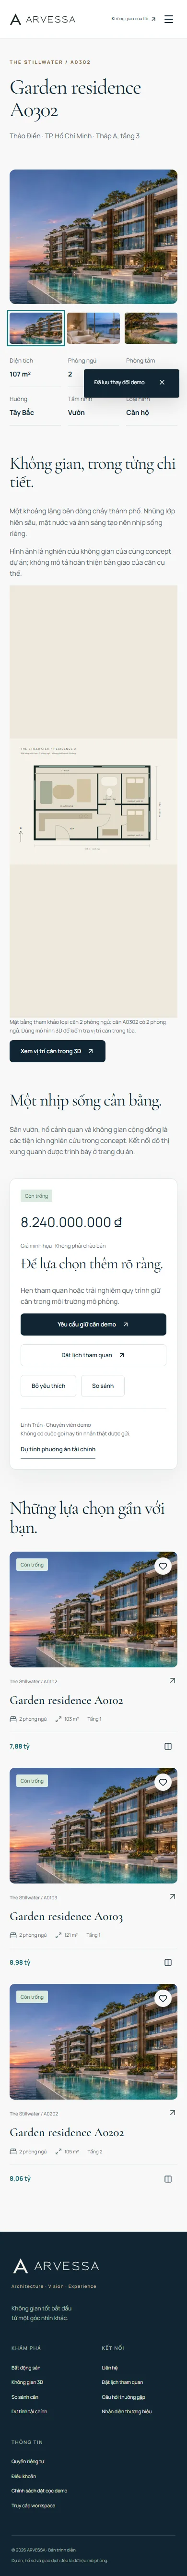 ARVESSA
Không gian của tôi
THE STILLWATER / A0302
Garden residence
A0302
Thảo Điền · TP. Hồ Chí Minh · Tháp A, tầng 3
Diện tích
Phòng ngủ
Phòng tắm
107 m²
2
Đã lưu thay đổi demo.
Hướng
Tầm nhìn
Loại hình
Tây Bắc
Vườn
Căn hộ
Không gian, trong từng chi
tiết.
Một khoảng lặng bên dòng chảy thành phố. Những lớp
hiên sâu, mặt nước và ánh sáng tạo nên nhịp sống
riêng.
Hình ảnh là nghiên cứu không gian của cùng concept
dự án; không mô tả hoàn thiện bàn giao của căn cụ
thể.
THE STILLWATER · RESIDENCE A
Mặt bằng tham khảo loại căn 2 phòng ngủ, căn A0302 có 2 phòng
ngủ. Dùng mô hình 3D để kiểm tra vị trí căn trong tòa.
Xem vị trí căn trong 3D
Một nhịp sống cân bằng.
Sân vườn, hồ cảnh quan và không gian cộng đồng là
các tiện ích nghiên cứu trong concept. Kết nối đô thị
xung quanh được trình bày ở trang dự án.
Còn trống
8.240.000.000 ₫
Giá minh họa · Không phải chào bán
Để lựa chọn thêm rõ ràng.
Hẹn tham quan hoặc trải nghiệm quy trình giữ
căn trong môi trường mô phỏng.
Yêu cầu giữ căn demo
Đặt lịch tham quan
Bỏ yêu thích
So sánh
Linh Trần · Chuyên viên demo
Không có cuộc gọi hay tin nhắn thật được gửi
Dự tính phương án tài chính
Những lựa chọn gần với
bạn.
Còn trống
The Stillwater / A0102
Garden residence A0102
2 phòng ngủ
103 m²
Tầng 1
7,88 tỷ
Còn trống
The Stillwater / A0103
Garden residence A0103
2 phòng ngủ
121 m²
Tầng 1
8,98 tỷ
Còn trống
The Stillwater / A0202
Garden residence A0202
2 phòng ngủ
105 m²
Tầng 2
8,06 tỷ
ARVESSA
Architecture · Vision · Experience
Không gian tốt bắt đầu
từ một góc nhìn khác.
KHÁM PHÁ
KẾT NỐI
Bất động sản
Liên hệ
Không gian 3D
Đặt lịch tham quan
So sánh căn
Câu hỏi thường gặp
Dự tính tài chính
Nhận diện thương hiệu
THÔNG TIN
Quyền riêng tư
Điều khoản
Chính sách đặt cọc demo
Truy cập workspace
© 2026 ARVESSA · Bản trình diễn
Dự án, hồ sơ và giao dịch đều là dữ liệu mô phỏng.